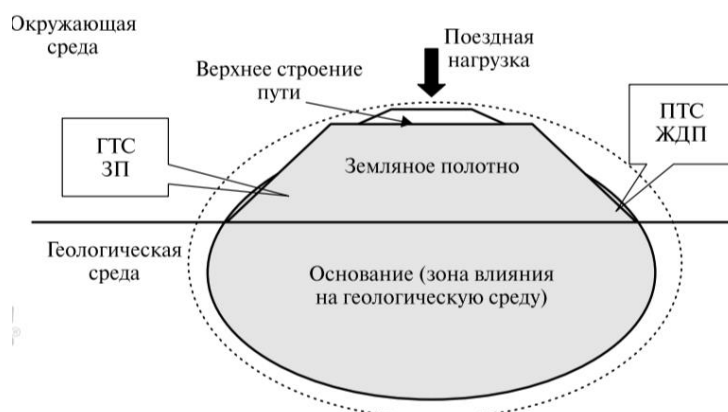 Окружающая
среда
Поездная
нагрузка
Верхнее строение
пути
ГТС
ЗП
ПТС
ЖДП
Земляное полотно
Геологическая
среда
Основание (зона влияния
на геологическую среду)